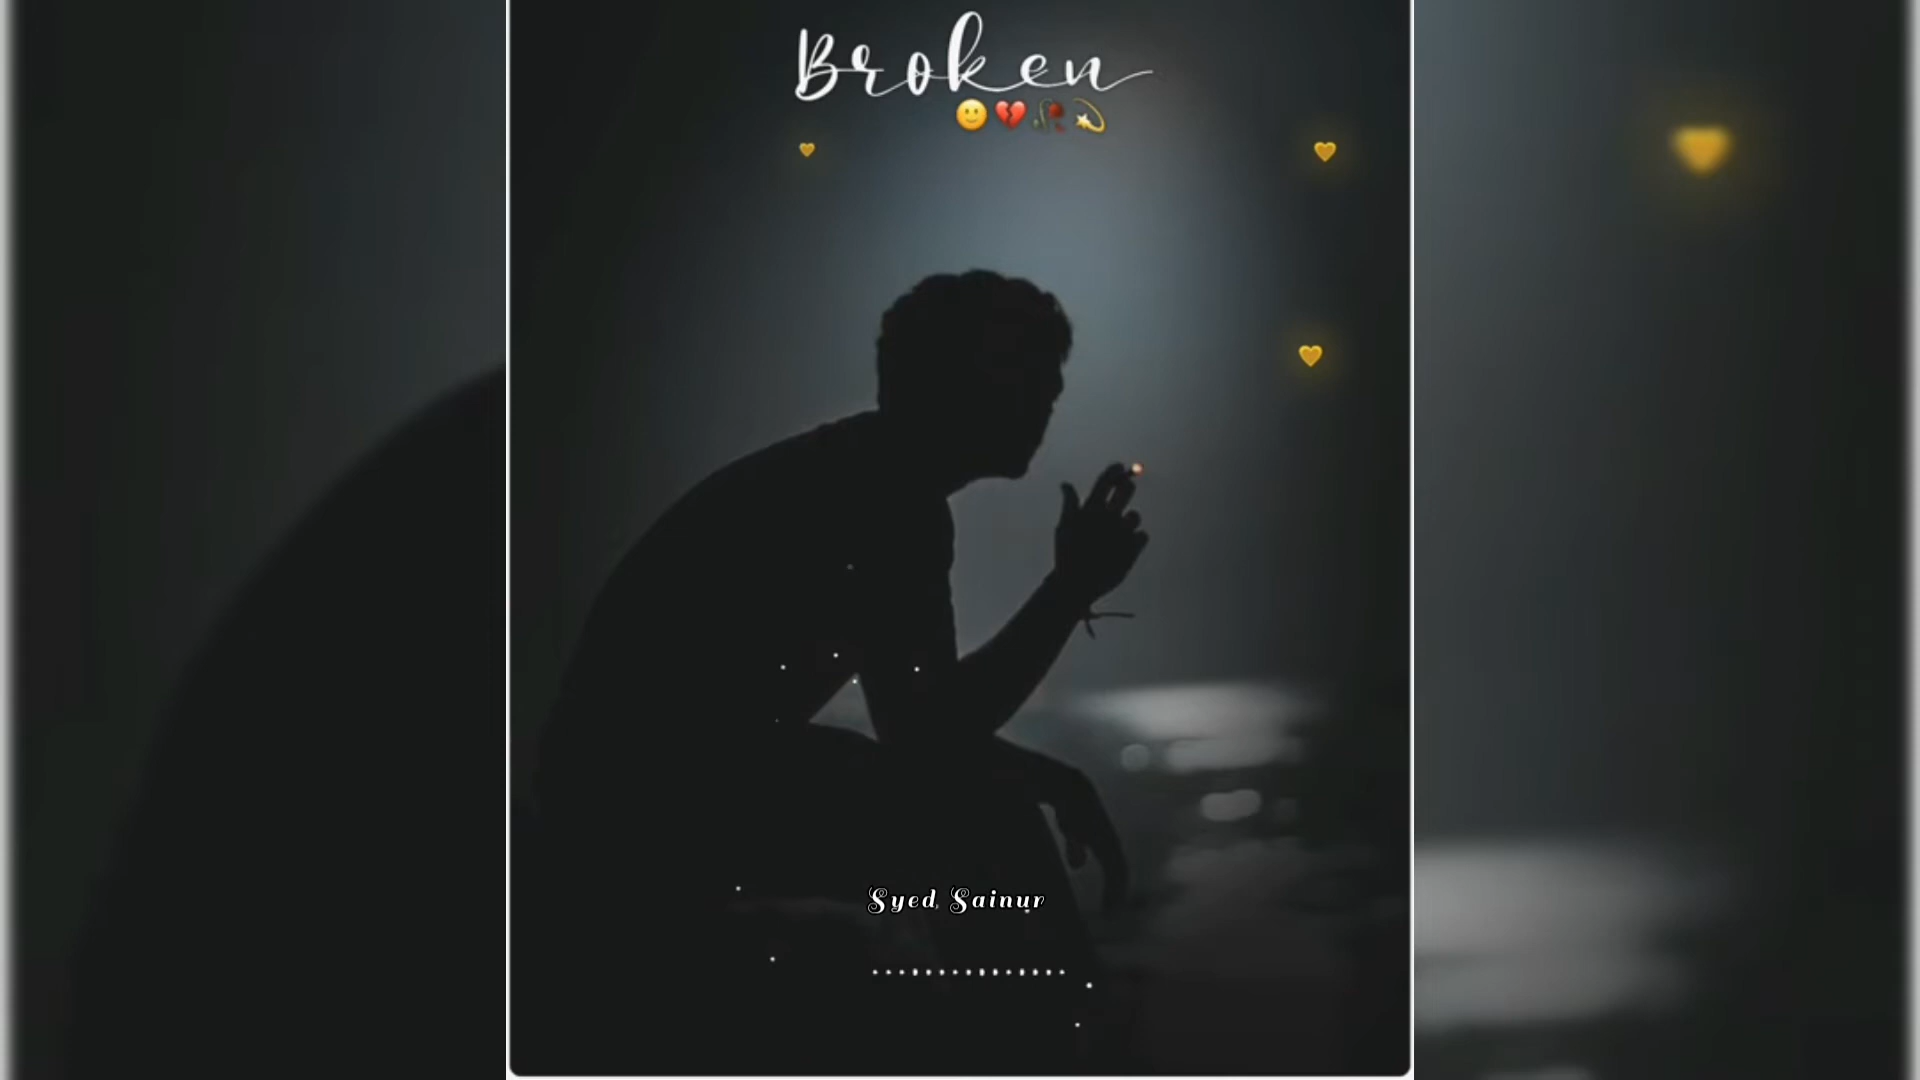 Broken
🙂💔🥀💫
Syed Sainur